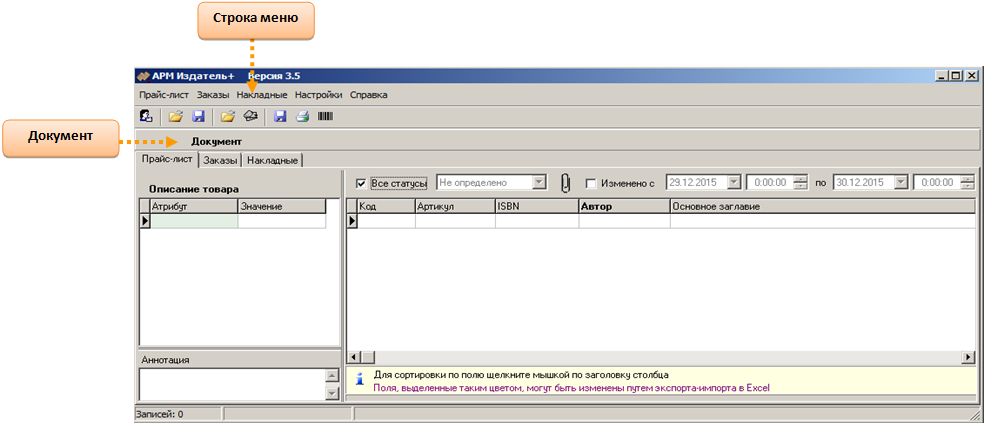 Строка меню
АРМ Издатель+ Версия 3.5
Прайс-лист Заказы Накладные Настройки Справка
Документ
Документ
Прайс-лист Заказы Накладные
Все статусы Не определено Изменено с 29.12.2015 0:00:00 по 30.12.2015 0:00:00
Описание товара
Атрибут Значение
Код Артикул ISBN Автор Основное заглавие
Аннотация
Для сортировки по полю щелкните мышкой по заголовку столбца
Поля, выделенные таким цветом, могут быть изменены путем экспорта-импорта в Excel
Записей: 0